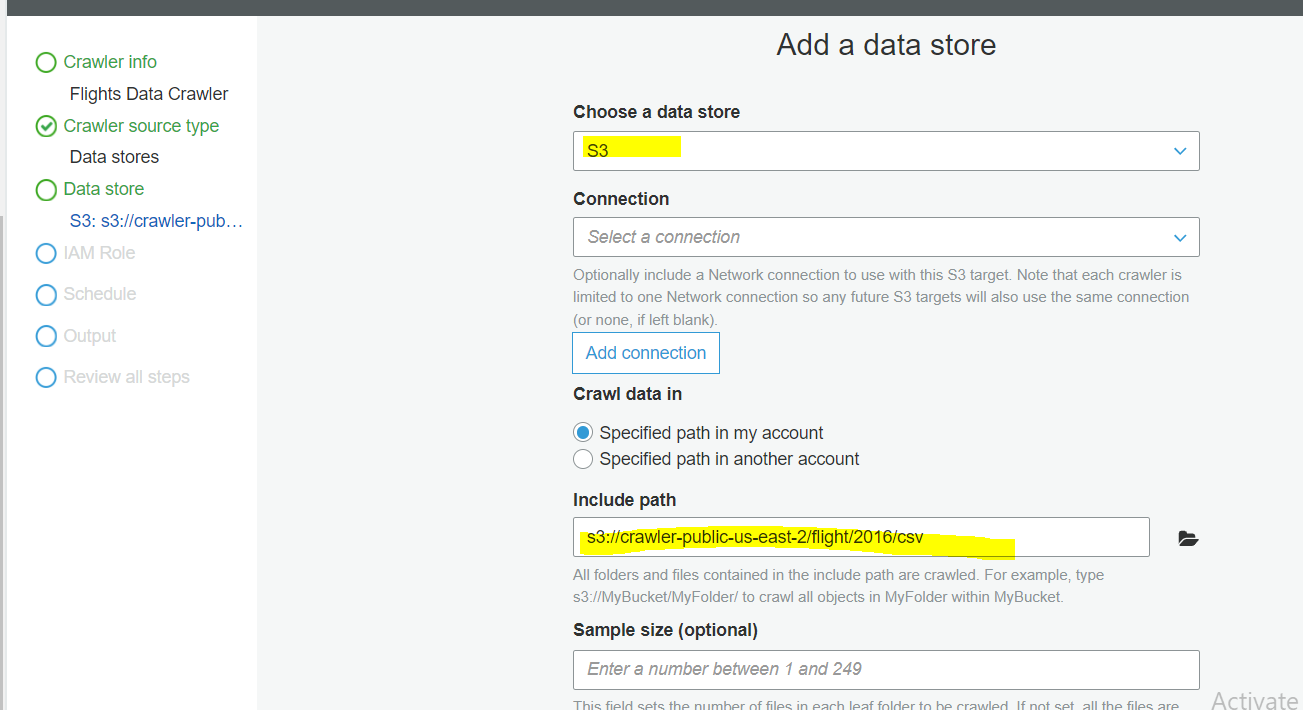 Add a data store
Crawler info
Flights Data Crawler
Crawler source type
Data stores
Data store
S3: s3://crawler-pub…
IAM Role
Schedule
Output
Review all steps
Choose a data store
S3
Connection
Select a connection
Optionally include a Network connection to use with this S3 target. Note that each crawler is
limited to one Network connection so any future S3 targets will also use the same connection
(or none, if left blank).
Add connection
Crawl data in
Specified path in my account
Specified path in another account
Include path
s3://crawler-public-us-east-2/flight/2016/csv
All folders and files contained in the include path are crawled. For example, type
s3://MyBucket/MyFolder/ to crawl all objects in MyFolder within MyBucket.
Sample size (optional)
Enter a number between 1 and 249
This field sets the number of files in each leaf folder to be crawled. If not set, all the files are
Activate